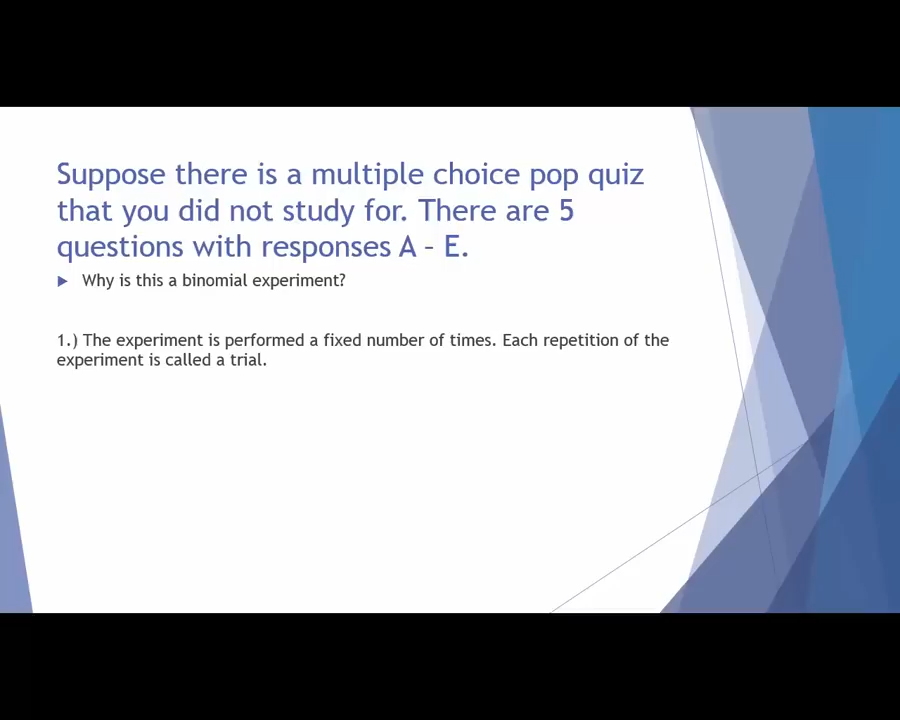 Suppose there is a multiple choice pop quiz
that you did not study for. There are 5
questions with responses A – E.
Why is this a binomial experiment?
1.) The experiment is performed a fixed number of times. Each repetition of the
experiment is called a trial.